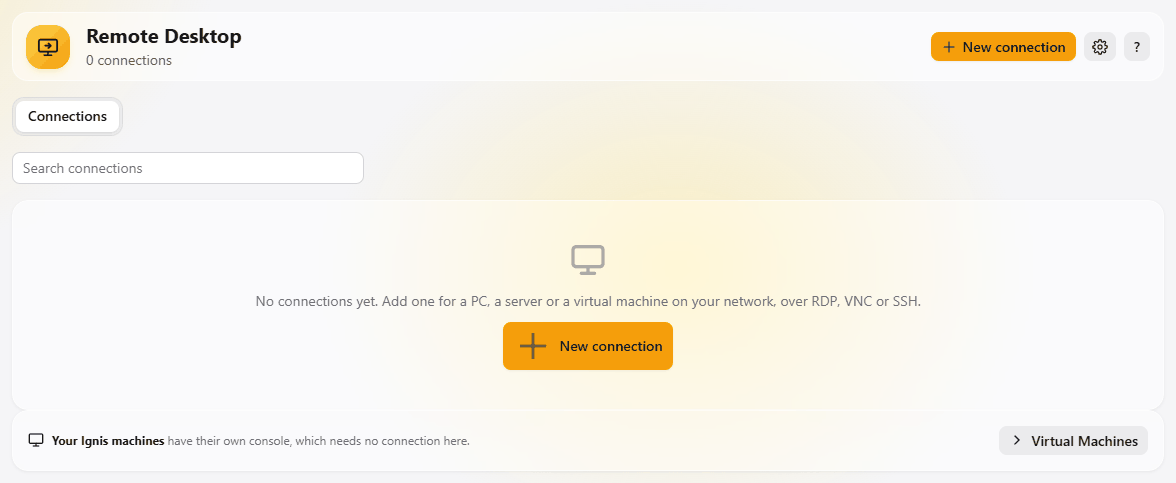 Remote Desktop
0 connections
New connection
?
Connections
Search connections
No connections yet. Add one for a PC, a server or a virtual machine on your network, over RDP, VNC or SSH.
New connection
Your Ignis machines have their own console, which needs no connection here.
Virtual Machines